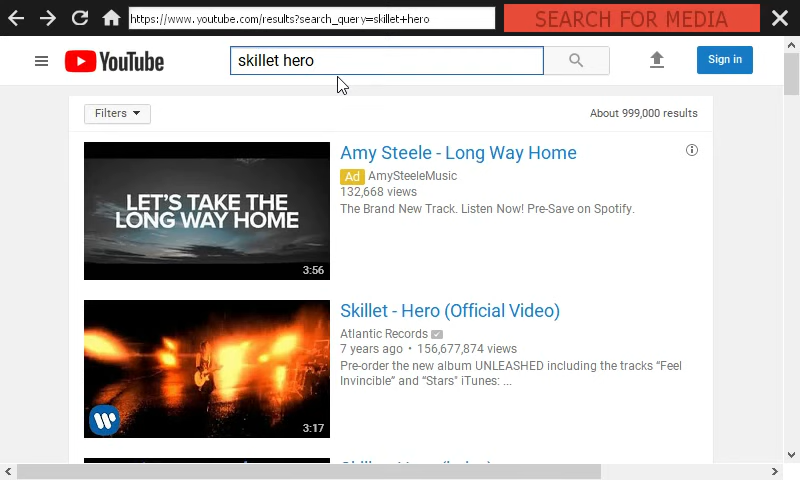 https://www.youtube.com/results?search_query=skillet+hero
SEARCH FOR MEDIA
YouTube
skillet hero
Sign in
Filters
About 999,000 results
LET'S TAKE THE
LONG WAY HOME
3:56
Amy Steele - Long Way Home
Ad AmySteeleMusic
132,668 views
The Brand New Track. Listen Now! Pre-Save on Spotify.
3:17
Skillet - Hero (Official Video)
Atlantic Records
7 years ago • 156,677,874 views
Pre-order the new album UNLEASHED including the tracks “Feel
Invincible” and “Stars" iTunes: ...